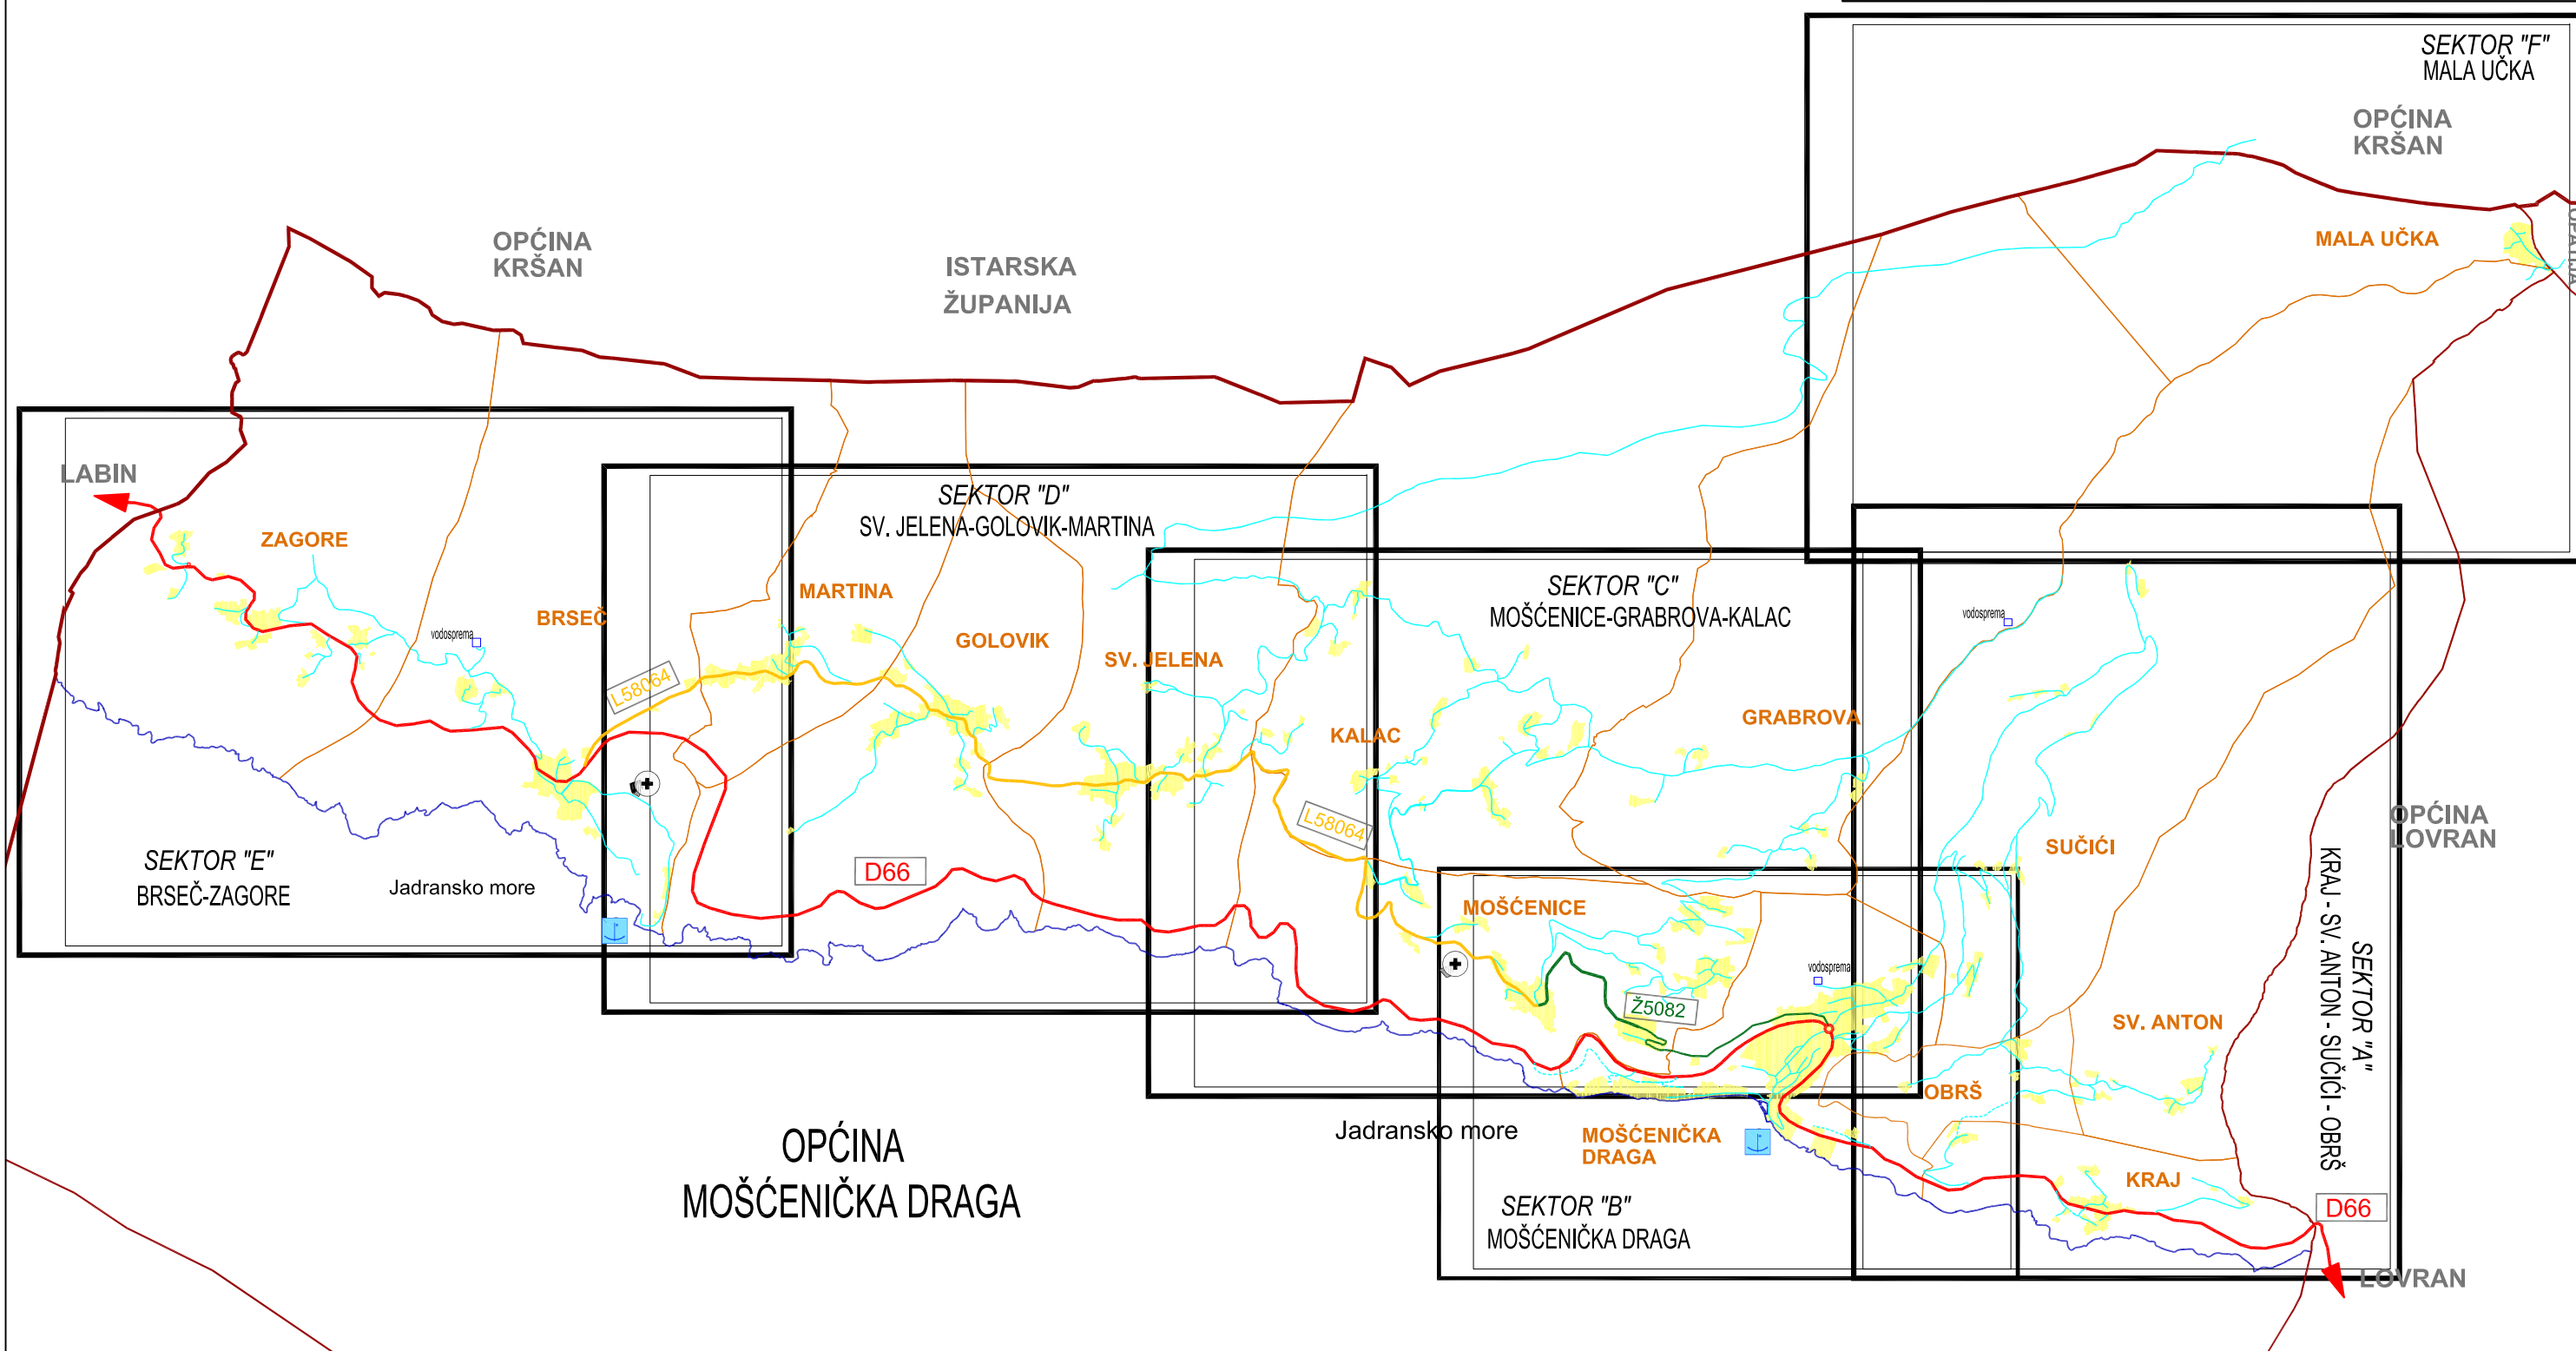 SEKTOR "F"
MALA UČKA
OPĆINA
KRŠAN
MALA UČKA
OPATIJA
OPĆINA
KRŠAN
ISTARSKA
ŽUPANIJA
LABIN
ZAGORE
BRSEČ
vodosprema
L58064
SEKTOR "E"
BRSEČ-ZAGORE
Jadransko more
SEKTOR "D"
SV. JELENA-GOLOVIK-MARTINA
MARTINA
GOLOVIK
SV. JELENA
D66
SEKTOR "C"
MOŠĆENICE-GRABROVA-KALAC
KALAC
GRABROVA
L58064
MOŠĆENICE
Ž5082
vodosprema
vodosprema
SUČIĆI
SV. ANTON
OBRŠ
KRAJ
OPĆINA
LOVRAN
SEKTOR "A"
KRAJ - SV. ANTON - SUČIĆI - OBRŠ
D66
LOVRAN
Jadransko more
MOŠĆENIČKA
DRAGA
SEKTOR "B"
MOŠĆENIČKA DRAGA
OPĆINA
MOŠĆENIČKA DRAGA